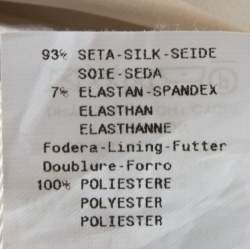 93% SETA-SILK-SEIDE
SOIE-SEDA
7% ELASTAN-SPANDEX
ELASTHAN
ELASTHANNE
Fodera-Lining-Futter
Doublure-Forro
100% POLIESTERE
POLYESTER
POLIESTER